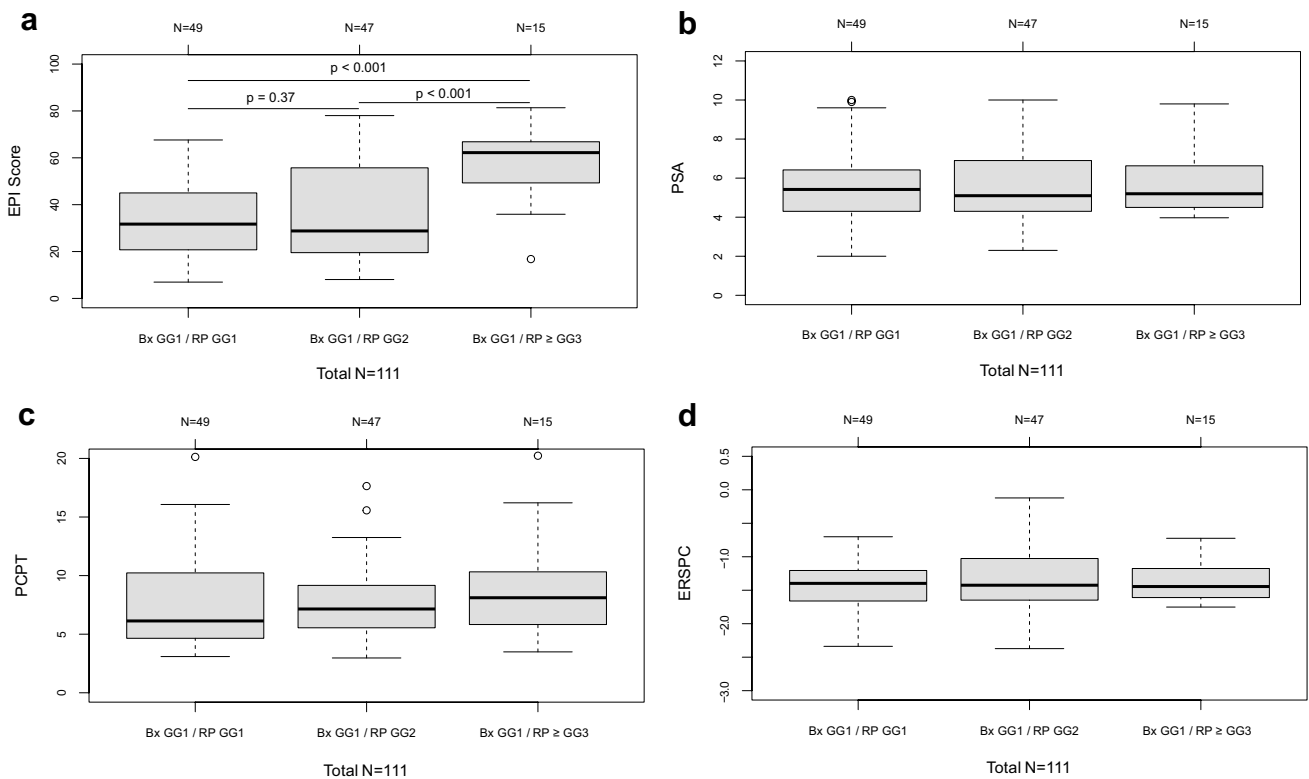 a
N=49 N=47 N=15
EPI Score
0 20 40 60 80 100
p < 0.001
p = 0.37
p < 0.001
Bx GG1 / RP GG1 Bx GG1 / RP GG2 Bx GG1 / RP ≥ GG3
Total N=111
b
N=49 N=47 N=15
PSA
0 2 4 6 8 10 12
Bx GG1 / RP GG1 Bx GG1 / RP GG2 Bx GG1 / RP ≥ GG3
Total N=111
c
N=49 N=47 N=15
PCPT
0 5 10 15 20
Bx GG1 / RP GG1 Bx GG1 / RP GG2 Bx GG1 / RP ≥ GG3
Total N=111
d
N=49 N=47 N=15
ERSPC
-3.0 -2.0 -1.0 0.0 0.5
Bx GG1 / RP GG1 Bx GG1 / RP GG2 Bx GG1 / RP ≥ GG3
Total N=111